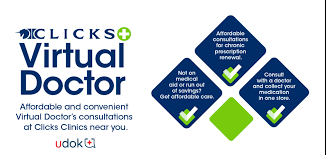 CLICKS
Virtual
Doctor
Affordable and convenient
Virtual Doctor's consultations
at Clicks Clinics near you.
udok
Affordable
consultations
for chronic
prescription
renewal.
Not on
medical
aid or run out
of savings?
Get affordable care.
Consult
with a doctor
and collect your
medication
in one store.